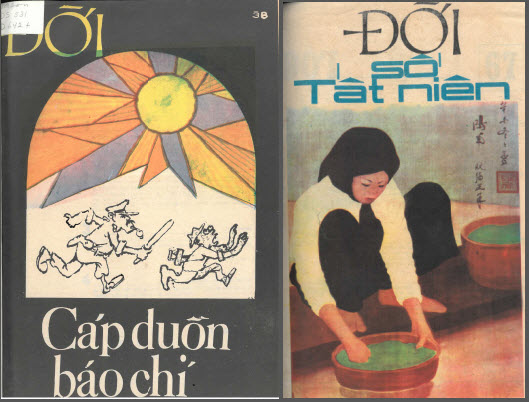 38
ĐỜI
Cáp duồn
báo chí
ĐỜI
số
Tất niên